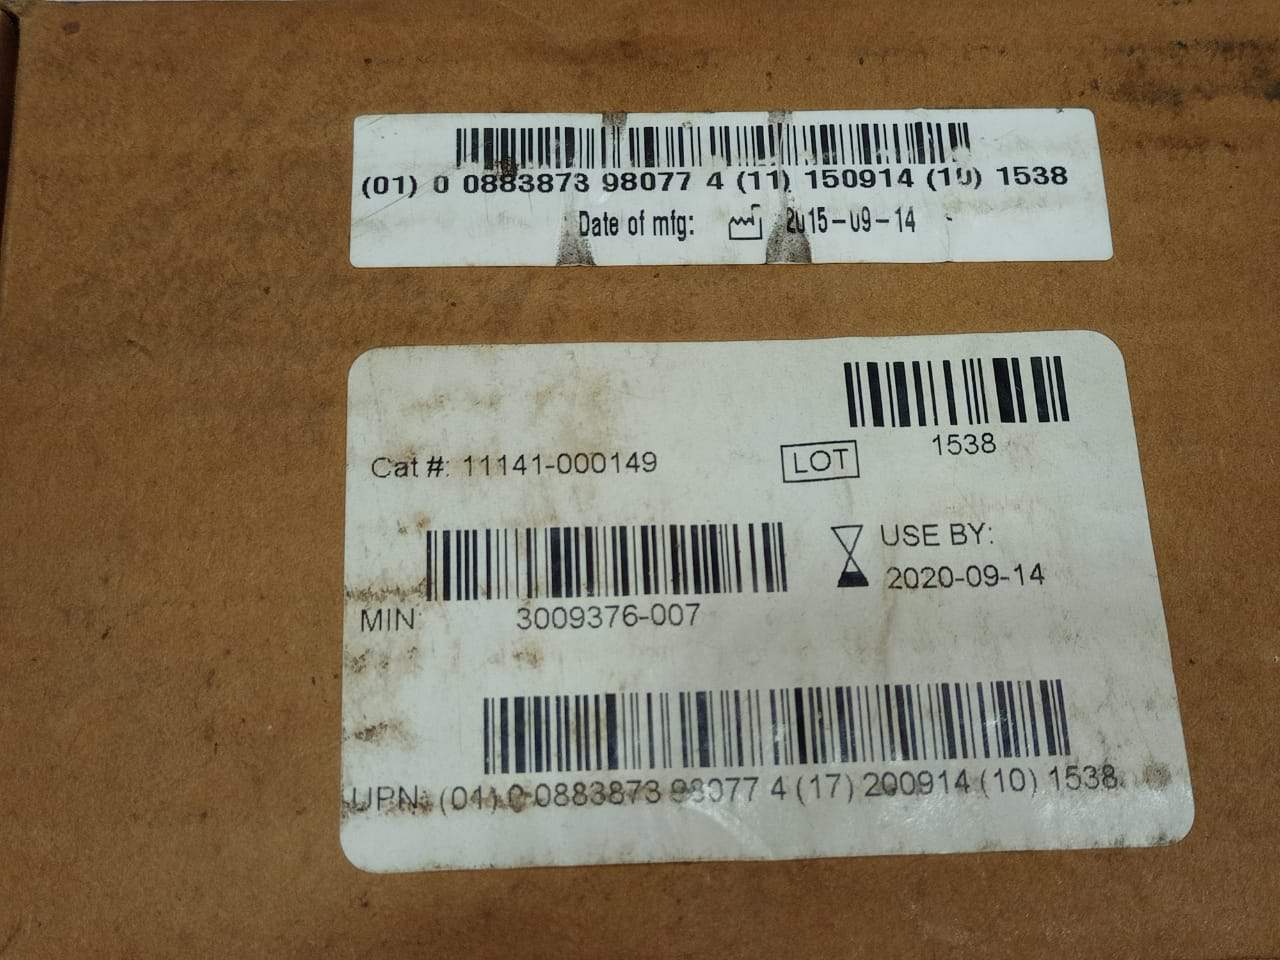 (01) 0 0883873 98077 4 (11) 150914 (10) 1538
Date of mfg: 2015-09-14
1538
Cat #: 11141-000149
LOT
USE BY:
2020-09-14
MIN: 3009376-007
UPN: (01) 0 0883873 98077 4 (17) 200914 (10) 1538